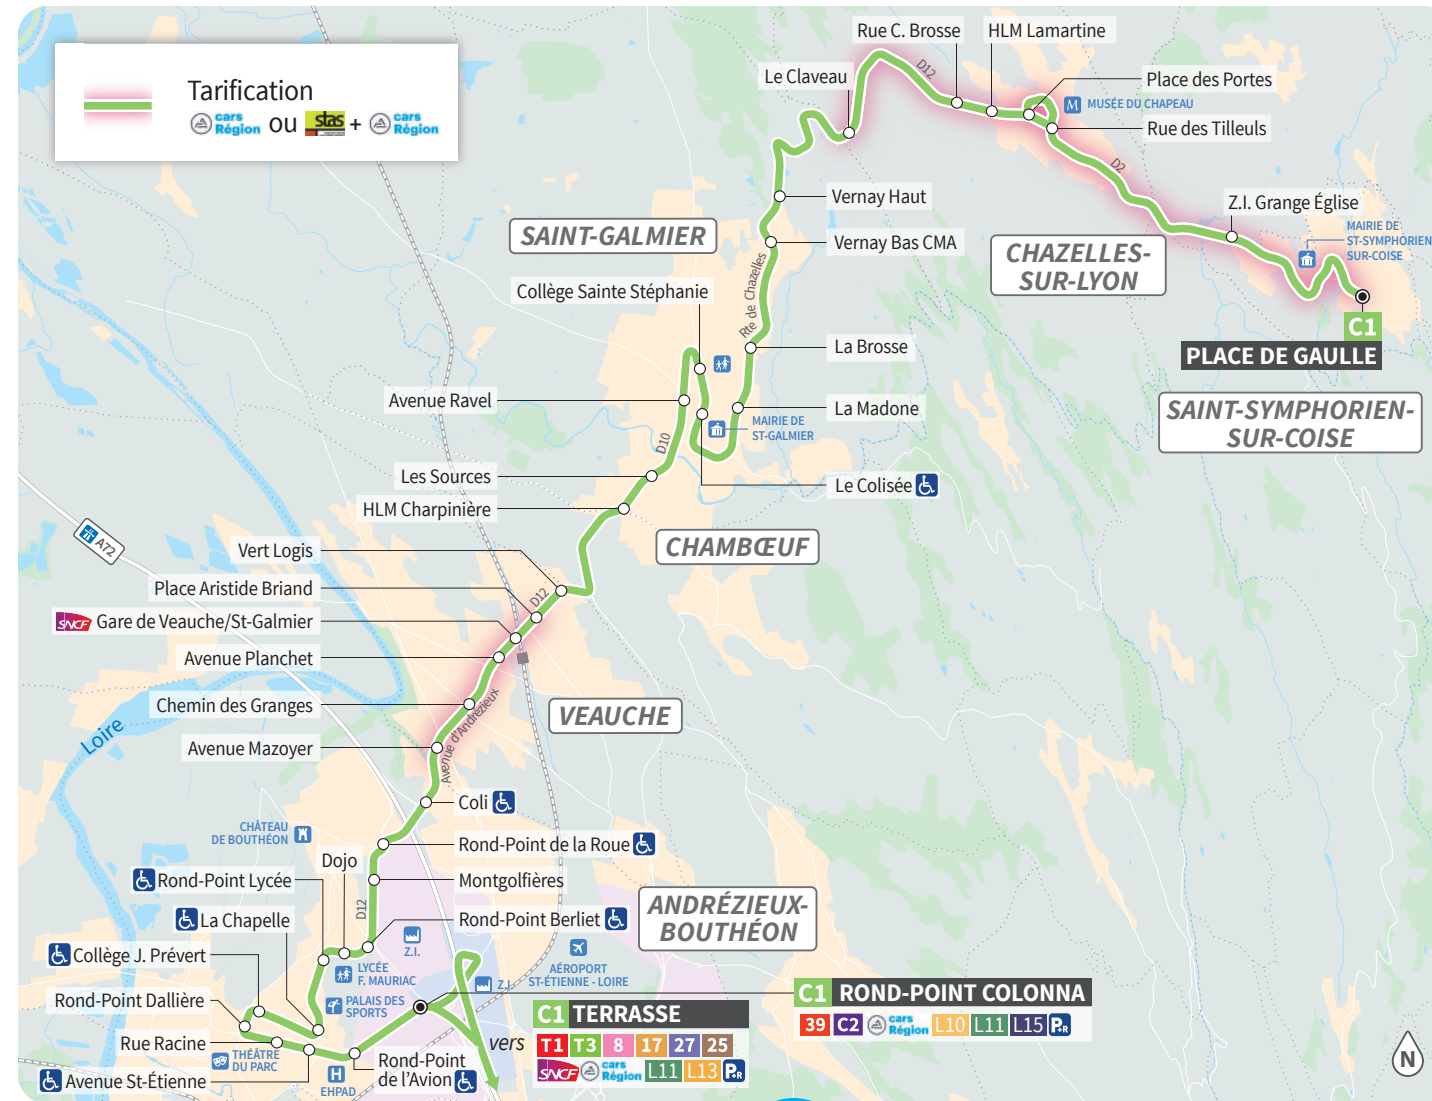 Tarification
cars Région ou stas + cars Région
Rue C. Brosse
HLM Lamartine
Le Claveau
D12
Place des Portes
M MUSÉE DU CHAPEAU
Rue des Tilleuls
D2
Vernay Haut
Z.I. Grange Église
SAINT-GALMIER
Vernay Bas CMA
MAIRIE DE
ST-SYMPHORIEN
SUR-COISE
CHAZELLES-
SUR-LYON
Collège Sainte Stéphanie
Rte de Chazelles
C1
PLACE DE GAULLE
La Brosse
Avenue Ravel
La Madone
MAIRIE DE
ST-GALMIER
SAINT-SYMPHORIEN-
SUR-COISE
D10
Les Sources
Le Colisée
HLM Charpinière
A72
CHAMBŒUF
Vert Logis
Place Aristide Briand
D12
SNCF Gare de Veauche/St-Galmier
Avenue Planchet
Chemin des Granges
VEAUCHE
Loire
Avenue Mazoyer
Avenue d'Andrézieux
Coli
CHÂTEAU
DE BOUTHÉON
Rond-Point de la Roue
Dojo
Rond-Point Lycée
Montgolfières
D12
La Chapelle
Rond-Point Berliet
ANDRÉZIEUX-
BOUTHÉON
Z.I.
Collège J. Prévert
LYCÉE
F. MAURIAC
AÉROPORT
ST-ÉTIENNE - LOIRE
Z.I.
Rond-Point Dallière
PALAIS DES
SPORTS
C1 ROND-POINT COLONNA
39 C2 cars Région L10 L11 L15 P+R
C1 TERRASSE
vers
T1 T3 8 17 27 25
SNCF cars Région L11 L13 P+R
Rue Racine
THÉÂTRE
DU PARC
Rond-Point
de l'Avion
Avenue St-Étienne
H
EHPAD
N